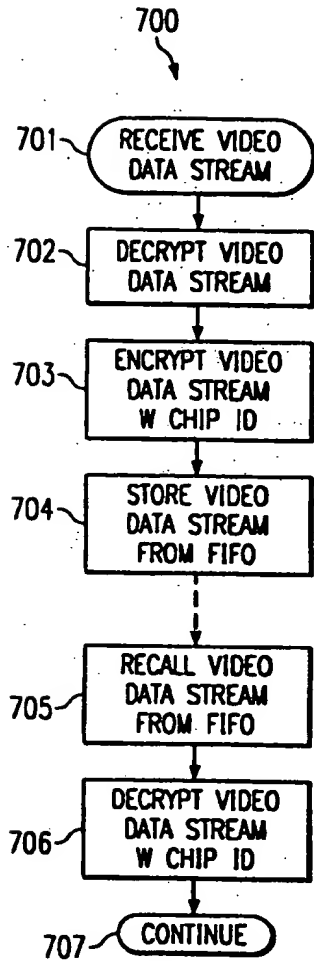 700
701
RECEIVE VIDEO
DATA STREAM
702
DECRYPT VIDEO
DATA STREAM
703
ENCRYPT VIDEO
DATA STREAM
W CHIP ID
704
STORE VIDEO
DATA STREAM
FROM FIFO
705
RECALL VIDEO
DATA STREAM
FROM FIFO
706
DECRYPT VIDEO
DATA STREAM
W CHIP ID
707
CONTINUE